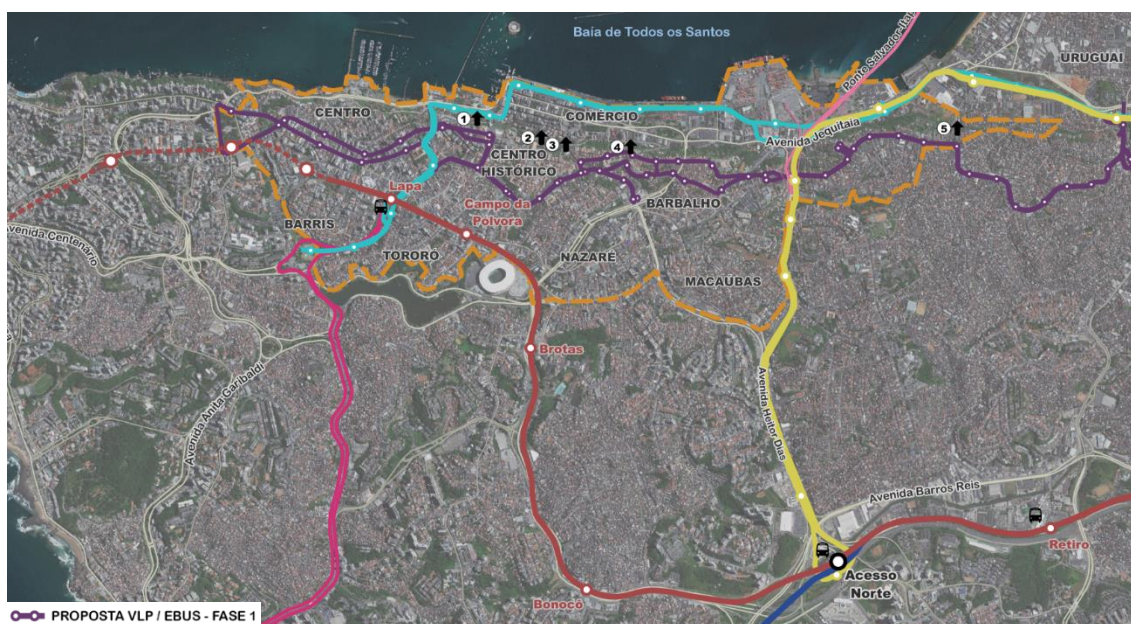 Baía de Todos os Santos
Ponte Salvador-Ita
URUGUAI
CENTRO
1
COMÉRCIO
2
3
4
5
Avenida Jequitaia
CENTRO
HISTÓRICO
Lapa
Campo da
Pólvora
BARBALHO
BARRIS
Avenida Centenário
TORORÓ
NAZARÉ
MACAÚBAS
Brotas
Avenida Anita Garibaldi
Avenida Heitor Dias
Avenida Barros Reis
Retiro
Acesso
Norte
Bonocô
PROPOSTA VLP / EBUS - FASE 1